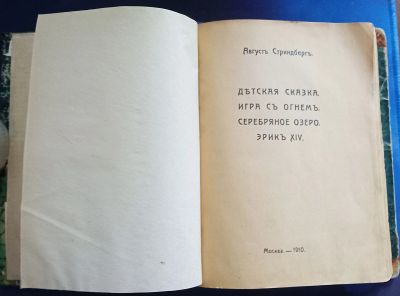 Августъ Стриндбергъ.
ДѢТСКАЯ СКАЗКА.
ИГРА СЪ ОГНЕМЪ.
СЕРЕБРЯНОЕ ОЗЕРО.
ЭРИКЪ XIV.
Москва — 1910.